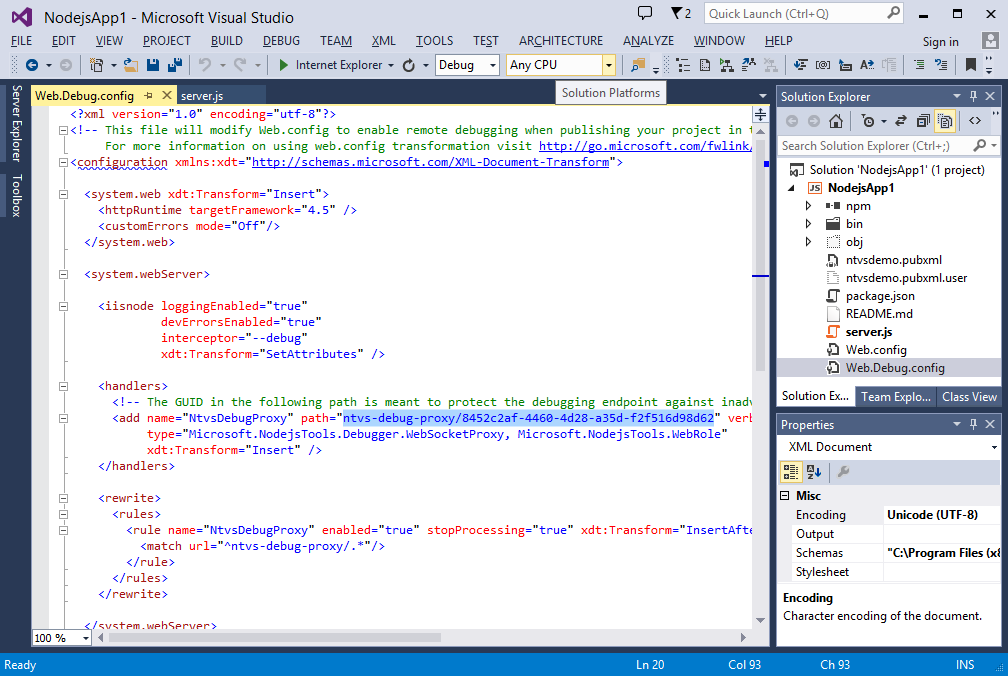 NodejsApp1 - Microsoft Visual Studio
2
Quick Launch (Ctrl+Q)
FILE EDIT VIEW PROJECT BUILD DEBUG TEAM XML TOOLS TEST ARCHITECTURE ANALYZE WINDOW HELP Sign in
Internet Explorer Debug Any CPU
Solution Platforms
Server Explorer
Toolbox
Web.Debug.config server.js
<?xml version="1.0" encoding="utf-8"?>
<!-- This file will modify Web.config to enable remote debugging when publishing your project in
For more information on using web.config transformation visit http://go.microsoft.com/fwlink/
<configuration xmlns:xdt="http://schemas.microsoft.com/XML-Document-Transform">
<system.web xdt:Transform="Insert">
<httpRuntime targetFramework="4.5" />
<customErrors mode="Off"/>
</system.web>
<system.webServer>
<iisnode loggingEnabled="true"
devErrorsEnabled="true"
interceptor="--debug"
xdt:Transform="SetAttributes" />
<handlers>
<!-- The GUID in the following path is meant to protect the debugging endpoint against inad
<add name="NtvsDebugProxy" path="ntvs-debug-proxy/8452c2af-4460-4d28-a35d-f2f516d98d62" verb
type="Microsoft.NodejsTools.Debugger.WebSocketProxy, Microsoft.NodejsTools.WebRole"
xdt:Transform="Insert" />
</handlers>
<rewrite>
<rules>
<rule name="NtvsDebugProxy" enabled="true" stopProcessing="true" xdt:Transform="InsertAfte
<match url="^ntvs-debug-proxy/.*"/>
</rule>
</rules>
</rewrite>
</system.webServer>
100 %
Solution Explorer
Search Solution Explorer (Ctrl+;)
Solution 'NodejsApp1' (1 project)
JS NodejsApp1
npm
bin
obj
ntvsdemo.pubxml
ntvsdemo.pubxml.user
package.json
README.md
server.js
Web.config
Web.Debug.config
Solution Ex... Team Explo... Class View
Properties
XML Document
Misc
Encoding Unicode (UTF-8)
Output
Schemas "C:\Program Files (x8
Stylesheet
Encoding
Character encoding of the document.
Ready Ln 20 Col 93 Ch 93 INS